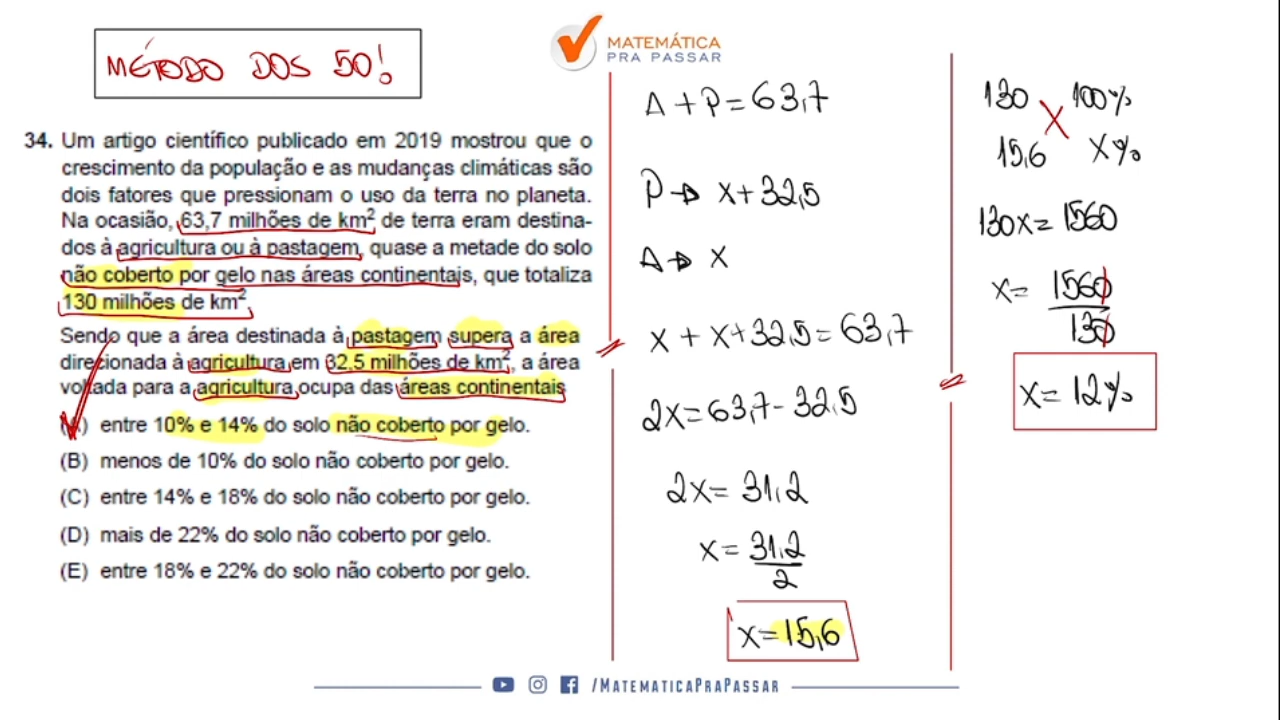 MÉTODO DOS 50!
MATEMÁTICA
PRA PASSAR
34. Um artigo científico publicado em 2019 mostrou que o
crescimento da população e as mudanças climáticas são
dois fatores que pressionam o uso da terra no planeta.
Na ocasião, 63,7 milhões de km² de terra eram destina-
dos à agricultura ou à pastagem, quase a metade do solo
não coberto por gelo nas áreas continentais, que totaliza
130 milhões de km².
Sendo que a área destinada à pastagem supera a área
direcionada à agricultura em 32,5 milhões de km², a área
voltada para a agricultura ocupa das áreas continentais
(A) entre 10% e 14% do solo não coberto por gelo.
(B) menos de 10% do solo não coberto por gelo.
(C) entre 14% e 18% do solo não coberto por gelo.
(D) mais de 22% do solo não coberto por gelo.
(E) entre 18% e 22% do solo não coberto por gelo.
A + P = 63,7
P → x + 32,5
A → x
x + x + 32,5 = 63,7
2x = 63,7 - 32,5
2x = 31,2
x = 31,2
2
x = 15,6
130 100%
15,6 x%
130x = 1560
x = 1560
130
x = 12%
/MATEMATICAPRAPASSAR